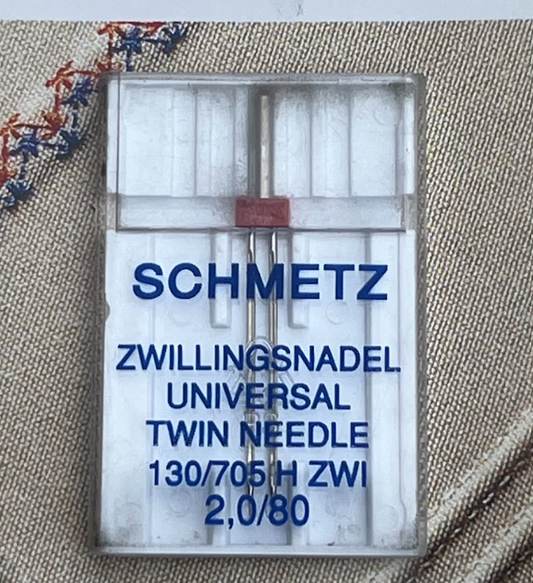 SCHMETZ
ZWILLINGSNADEL
UNIVERSAL
TWIN NEEDLE
130/705 H ZWI
2,0/80